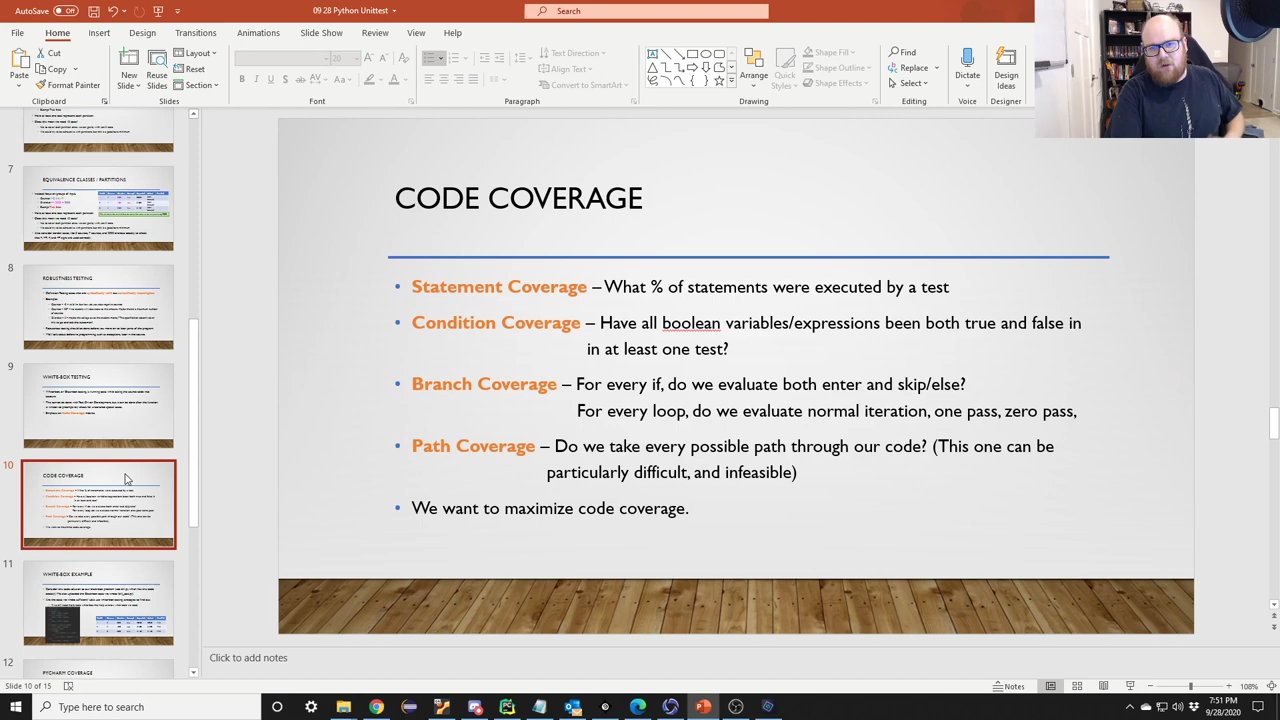 AutoSave Off
09 28 Python Unittest
Search
File Home Insert Design Transitions Animations Slide Show Review View Help
Paste
Cut
Copy
Format Painter
Clipboard
New Slide
Reuse Slides
Layout
Reset
Section
Slides
20
Font
Text Direction
Align Text
Convert to SmartArt
Paragraph
Arrange
Quick Styles
Shape Fill
Shape Outline
Shape Effects
Drawing
Find
Replace
Select
Editing
Dictate
Voice
Design Ideas
Designer
7
EQUIVALENCE CLASSES / PARTITIONS
8
ROBUSTNESS TESTING
9
WHITE-BOX TESTING
10
CODE COVERAGE
11
WHITE-BOX EXAMPLE
12
PYCHARM COVERAGE
CODE COVERAGE
• Statement Coverage – What % of statements were executed by a test
• Condition Coverage – Have all boolean variables/expressions been both true and false in
in at least one test?
• Branch Coverage – For every if, do we evaluate both enter and skip/else?
For every loop, do we evaluate normal iteration, one pass, zero pass,
• Path Coverage – Do we take every possible path through our code? (This one can be
particularly difficult, and infeasible)
• We want to maximize code coverage.
Click to add notes
Slide 10 of 15
Notes
108%
Type here to search
7:51 PM
9/28/2020